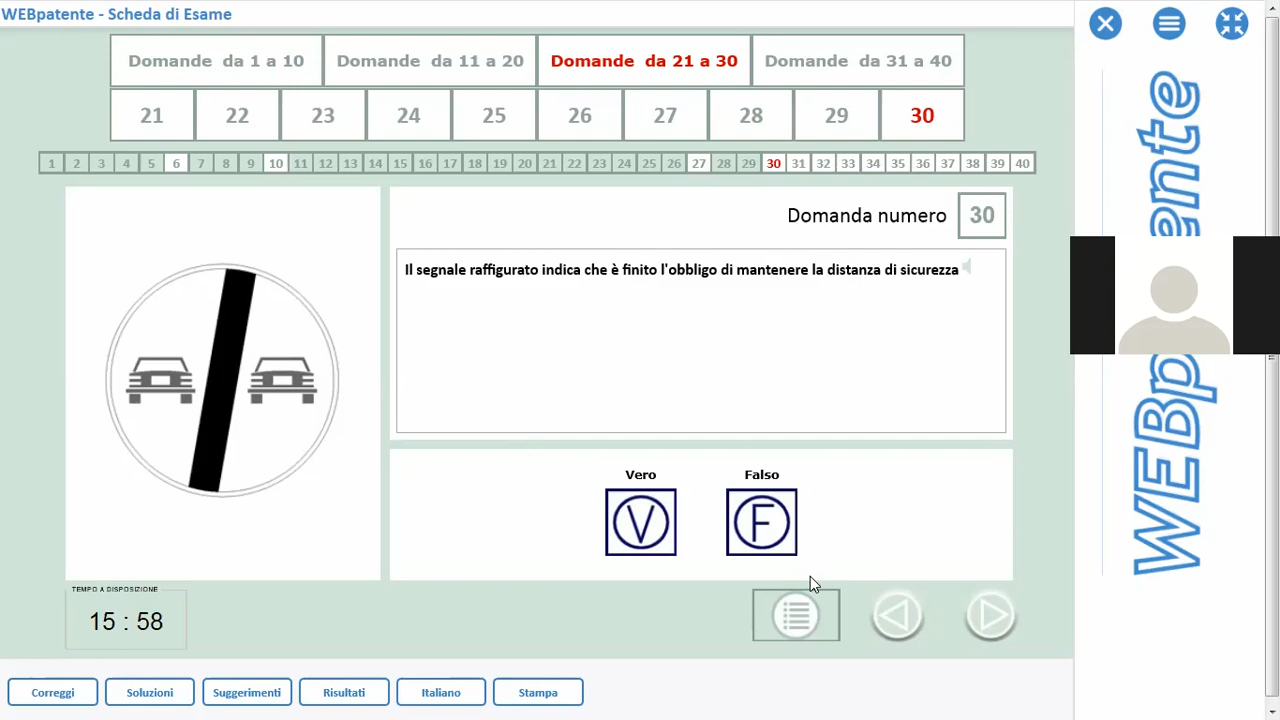 WEBpatente - Scheda di Esame
Domande da 1 a 10
Domande da 11 a 20
Domande da 21 a 30
Domande da 31 a 40
21 22 23 24 25 26 27 28 29 30
1 2 3 4 5 6 7 8 9 10 11 12 13 14 15 16 17 18 19 20 21 22 23 24 25 26 27 28 29 30 31 32 33 34 35 36 37 38 39 40
Domanda numero 30
Il segnale raffigurato indica che è finito l'obbligo di mantenere la distanza di sicurezza
Vero Falso
V F
TEMPO A DISPOSIZIONE
15 : 58
Correggi Soluzioni Suggerimenti Risultati Italiano Stampa
WEBp ente